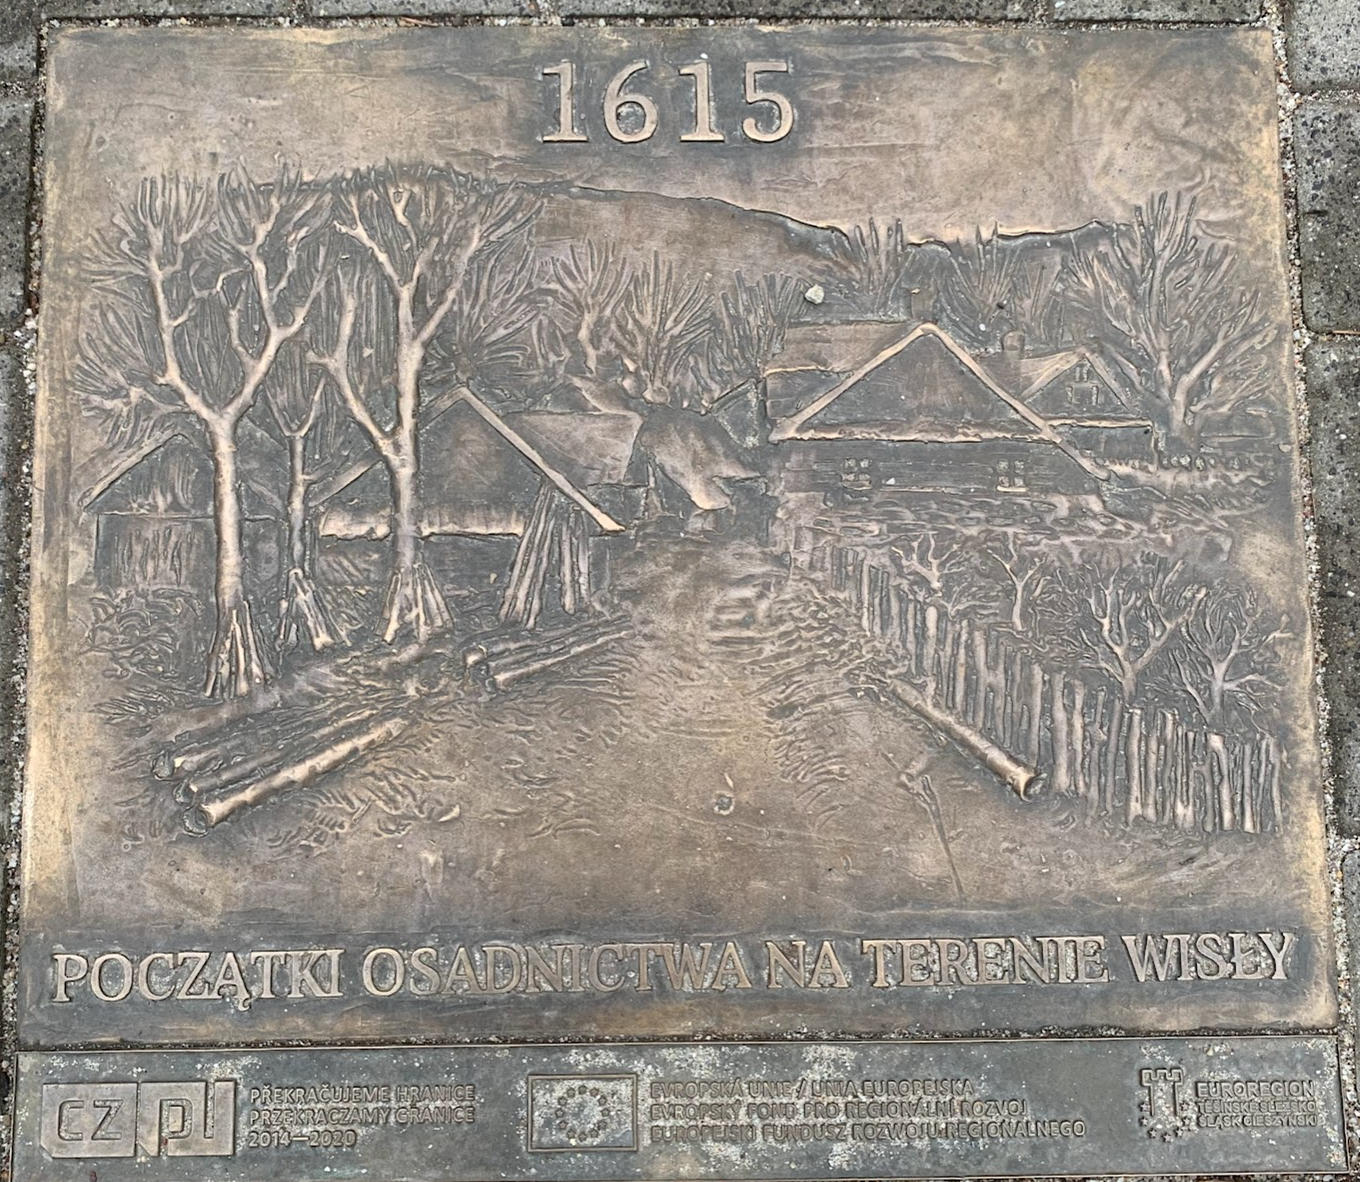 1615
POCZĄTKI OSADNICTWA NA TERENIE WISŁY
CZ PL
PŘEKRAČUJEME HRANICE
PRZEKRACZAMY GRANICE
2014—2020
EVROPSKÁ UNIE / UNIA EUROPEJSKA
EVROPSKÝ FOND PRO REGIONÁLNÍ ROZVOJ
EUROPEJSKI FUNDUSZ ROZWOJU REGIONALNEGO
EUROREGION
TĚŠÍNSKÉ SLEZSKO
ŚLĄSK CIESZYŃSKI